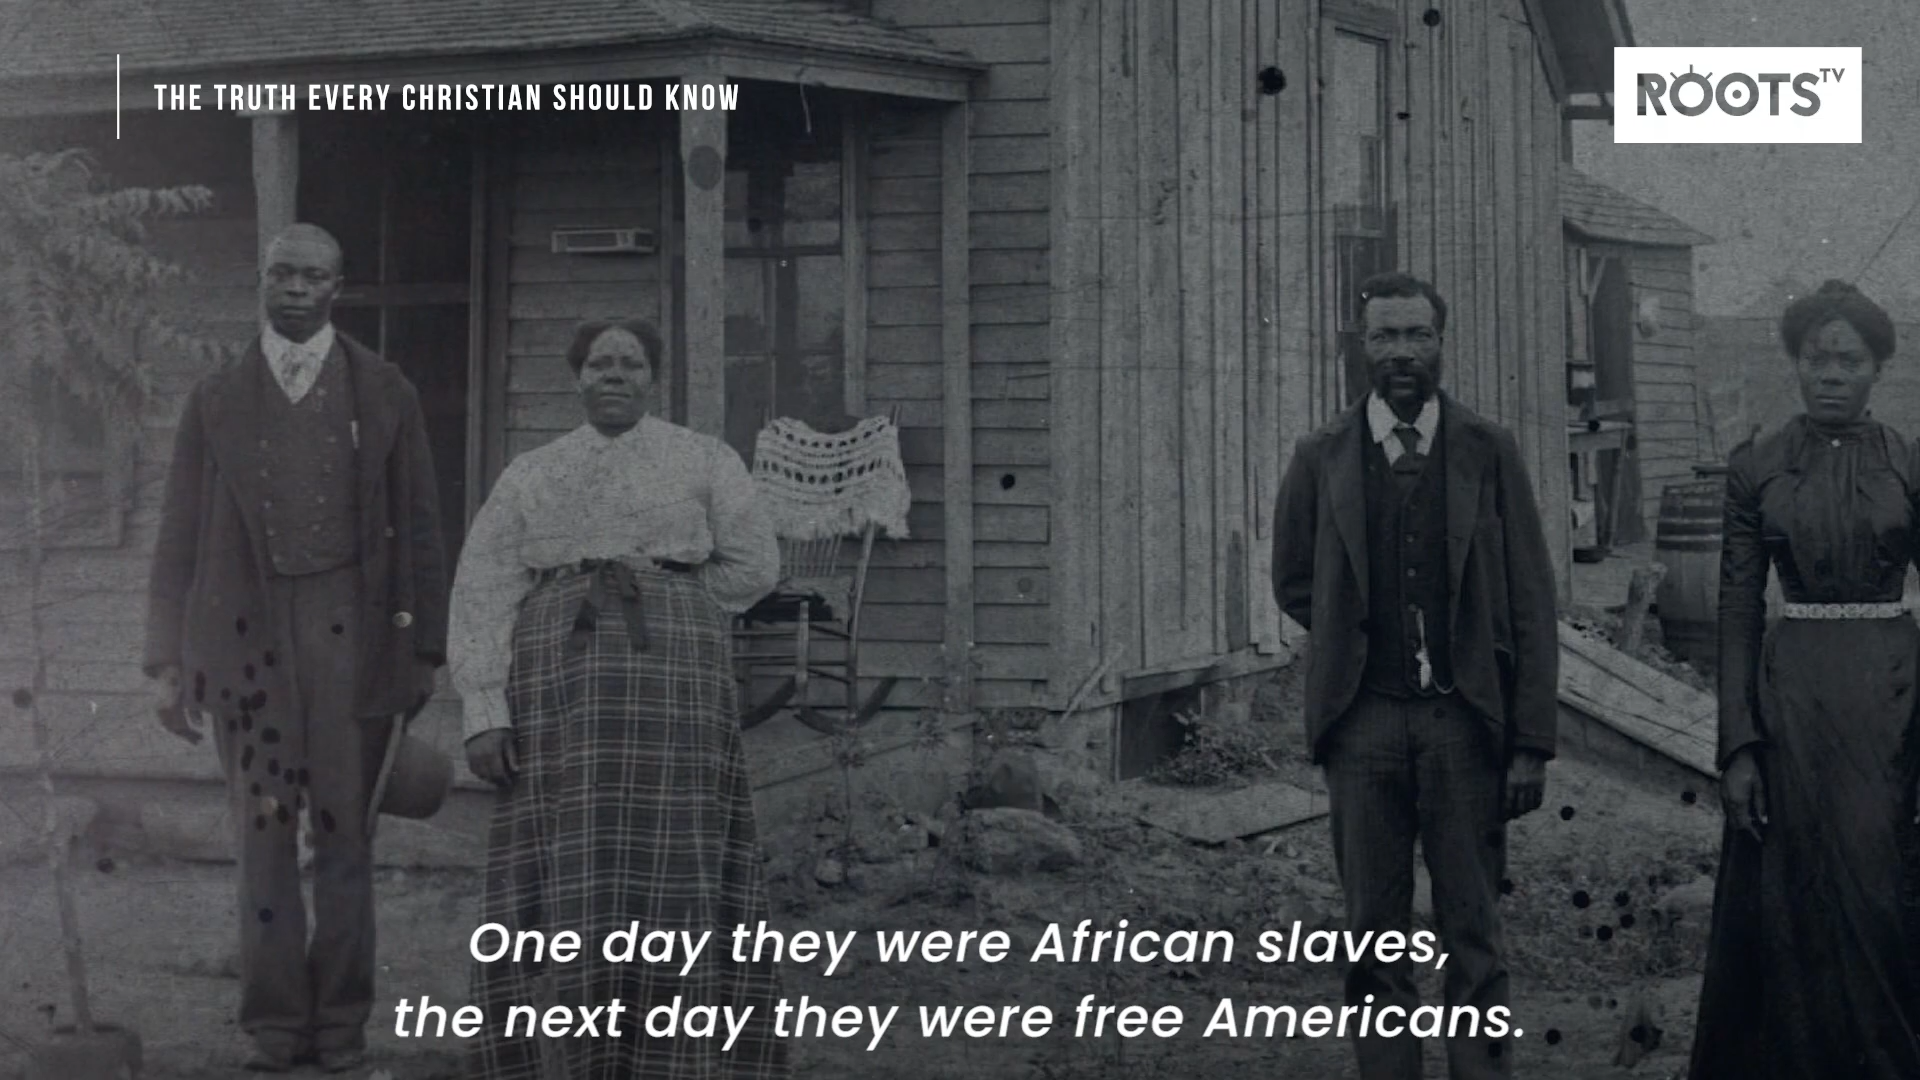 THE TRUTH EVERY CHRISTIAN SHOULD KNOW
ROOTS TV
One day they were African slaves,
the next day they were free Americans.